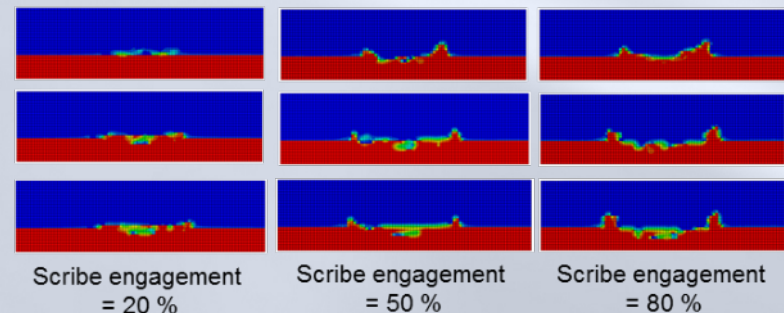 Scribe engagement
= 20 %
Scribe engagement
= 50 %
Scribe engagement
= 80 %